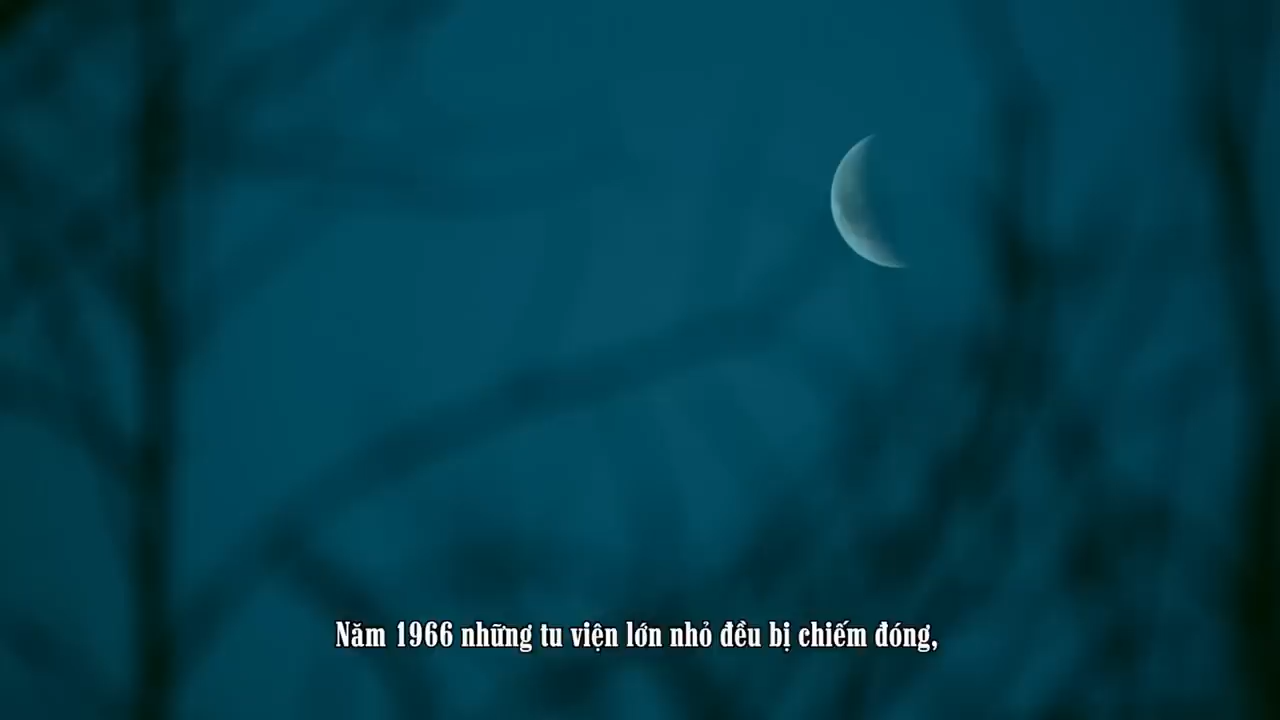 Năm 1966 những tu viện lớn nhỏ đều bị chiếm đóng,